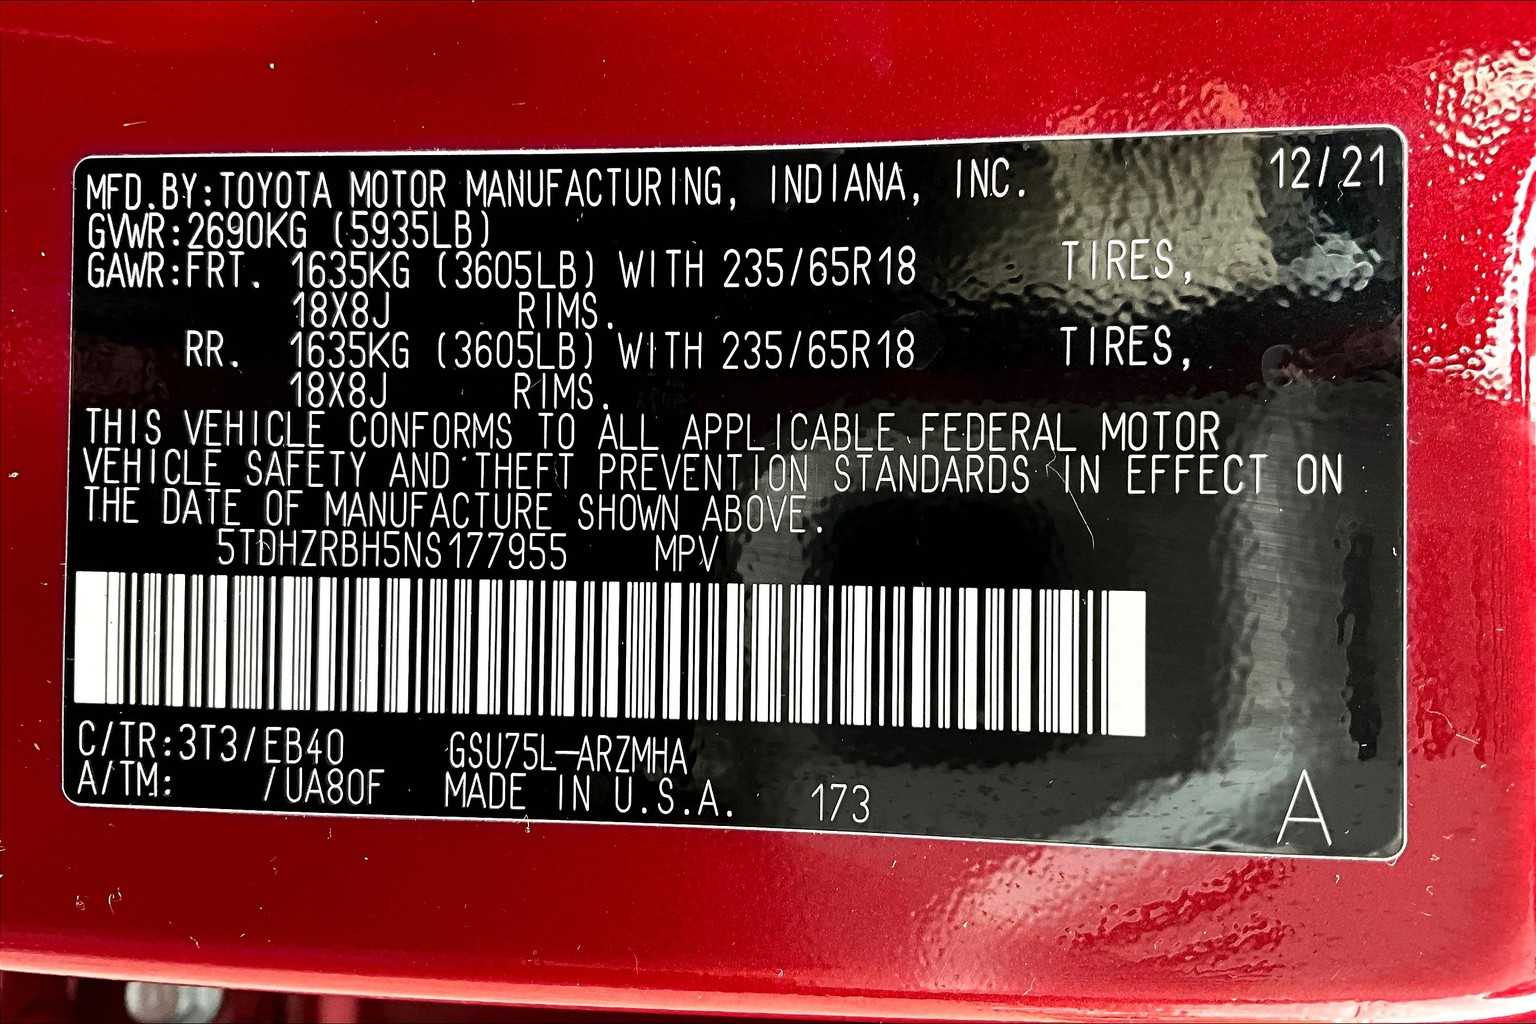 MFD.BY:TOYOTA MOTOR MANUFACTURING, INDIANA, INC. 12/21
GVWR:2690KG (5935LB)
GAWR:FRT. 1635KG (3605LB) WITH 235/65R18 TIRES,
18X8J RIMS.
RR. 1635KG (3605LB) WITH 235/65R18 TIRES,
18X8J RIMS.
THIS VEHICLE CONFORMS TO ALL APPLICABLE FEDERAL MOTOR
VEHICLE SAFETY AND THEFT PREVENTION STANDARDS IN EFFECT ON
THE DATE OF MANUFACTURE SHOWN ABOVE.
5TDHZRBH5NS177955 MPV
C/TR:3T3/EB40 GSU75L-ARZMHA
A/TM: /UA80F MADE IN U.S.A. 173 A